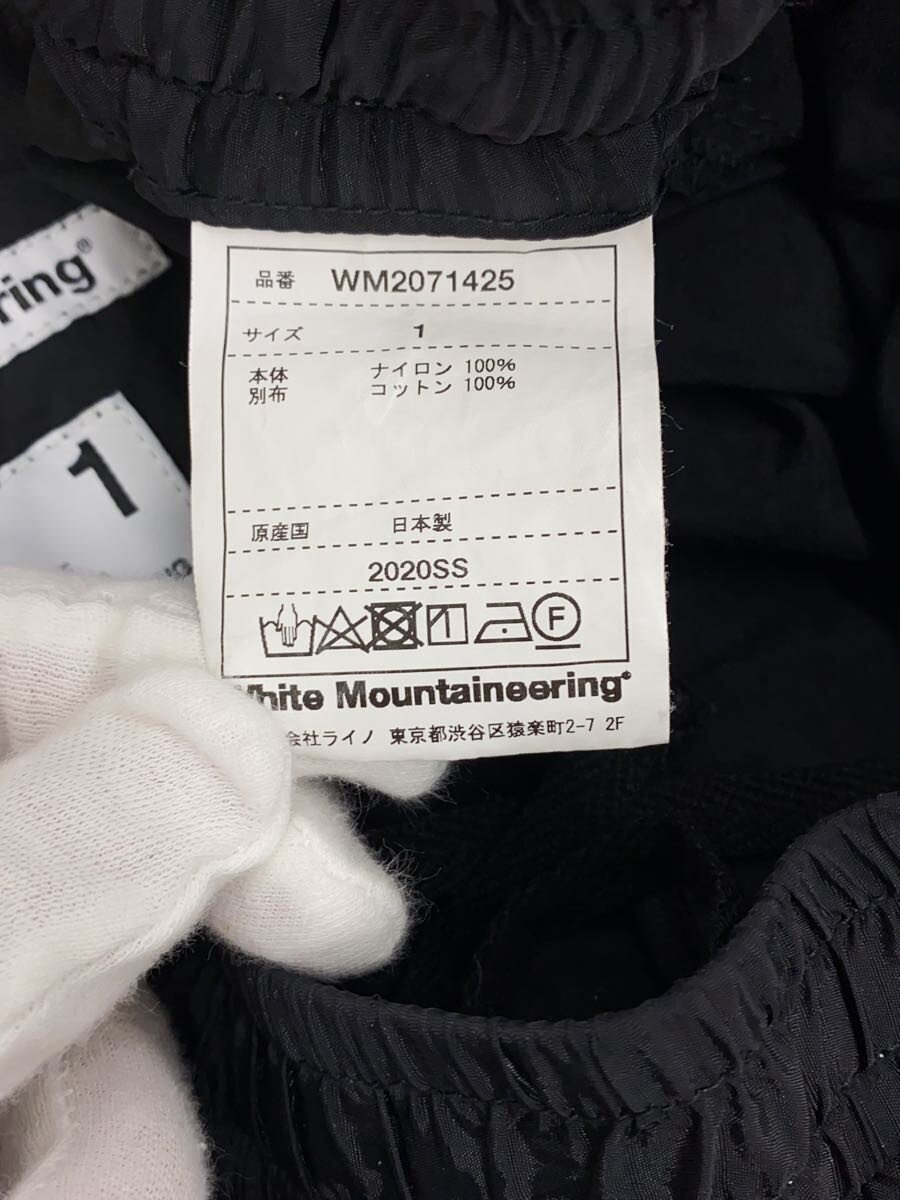 ring®
1
品番 WM2071425
サイズ 1
本体 ナイロン 100%
別布 コットン 100%
原産国 日本製
2020SS
F
White Mountaineering®
会社ライノ 東京都渋谷区猿楽町2-7 2F